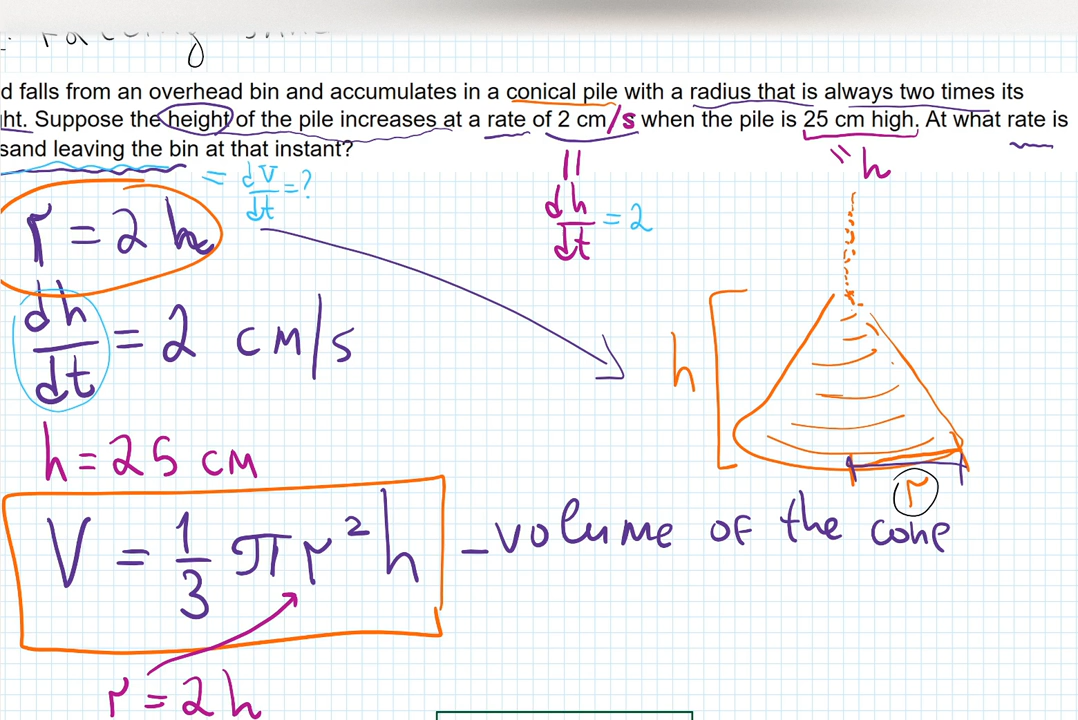 d falls from an overhead bin and accumulates in a conical pile with a radius that is always two times its
ht. Suppose the height of the pile increases at a rate of 2 cm/s when the pile is 25 cm high. At what rate is
sand leaving the bin at that instant?
= dV/dt = ?
|| dh/dt = 2
= h
r = 2h
dh/dt = 2 cm/s
h
h = 25 cm
r
V = 1/3 πr²h - volume of the cone
r = 2h